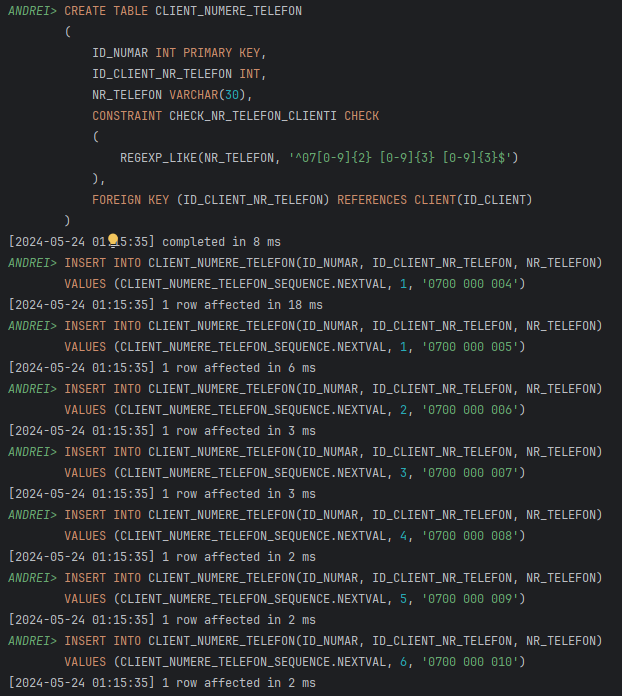 ANDREI> CREATE TABLE CLIENT_NUMERE_TELEFON
(
ID_NUMAR INT PRIMARY KEY,
ID_CLIENT_NR_TELEFON INT,
NR_TELEFON VARCHAR(30),
CONSTRAINT CHECK_NR_TELEFON_CLIENTI CHECK
(
REGEXP_LIKE(NR_TELEFON, '^07[0-9]{2} [0-9]{3} [0-9]{3}$')
),
FOREIGN KEY (ID_CLIENT_NR_TELEFON) REFERENCES CLIENT(ID_CLIENT)
)
[2024-05-24 01:15:35] completed in 8 ms
ANDREI> INSERT INTO CLIENT_NUMERE_TELEFON(ID_NUMAR, ID_CLIENT_NR_TELEFON, NR_TELEFON)
VALUES (CLIENT_NUMERE_TELEFON_SEQUENCE.NEXTVAL, 1, '0700 000 004')
[2024-05-24 01:15:35] 1 row affected in 18 ms
ANDREI> INSERT INTO CLIENT_NUMERE_TELEFON(ID_NUMAR, ID_CLIENT_NR_TELEFON, NR_TELEFON)
VALUES (CLIENT_NUMERE_TELEFON_SEQUENCE.NEXTVAL, 1, '0700 000 005')
[2024-05-24 01:15:35] 1 row affected in 6 ms
ANDREI> INSERT INTO CLIENT_NUMERE_TELEFON(ID_NUMAR, ID_CLIENT_NR_TELEFON, NR_TELEFON)
VALUES (CLIENT_NUMERE_TELEFON_SEQUENCE.NEXTVAL, 2, '0700 000 006')
[2024-05-24 01:15:35] 1 row affected in 3 ms
ANDREI> INSERT INTO CLIENT_NUMERE_TELEFON(ID_NUMAR, ID_CLIENT_NR_TELEFON, NR_TELEFON)
VALUES (CLIENT_NUMERE_TELEFON_SEQUENCE.NEXTVAL, 3, '0700 000 007')
[2024-05-24 01:15:35] 1 row affected in 3 ms
ANDREI> INSERT INTO CLIENT_NUMERE_TELEFON(ID_NUMAR, ID_CLIENT_NR_TELEFON, NR_TELEFON)
VALUES (CLIENT_NUMERE_TELEFON_SEQUENCE.NEXTVAL, 4, '0700 000 008')
[2024-05-24 01:15:35] 1 row affected in 2 ms
ANDREI> INSERT INTO CLIENT_NUMERE_TELEFON(ID_NUMAR, ID_CLIENT_NR_TELEFON, NR_TELEFON)
VALUES (CLIENT_NUMERE_TELEFON_SEQUENCE.NEXTVAL, 5, '0700 000 009')
[2024-05-24 01:15:35] 1 row affected in 2 ms
ANDREI> INSERT INTO CLIENT_NUMERE_TELEFON(ID_NUMAR, ID_CLIENT_NR_TELEFON, NR_TELEFON)
VALUES (CLIENT_NUMERE_TELEFON_SEQUENCE.NEXTVAL, 6, '0700 000 010')
[2024-05-24 01:15:35] 1 row affected in 2 ms